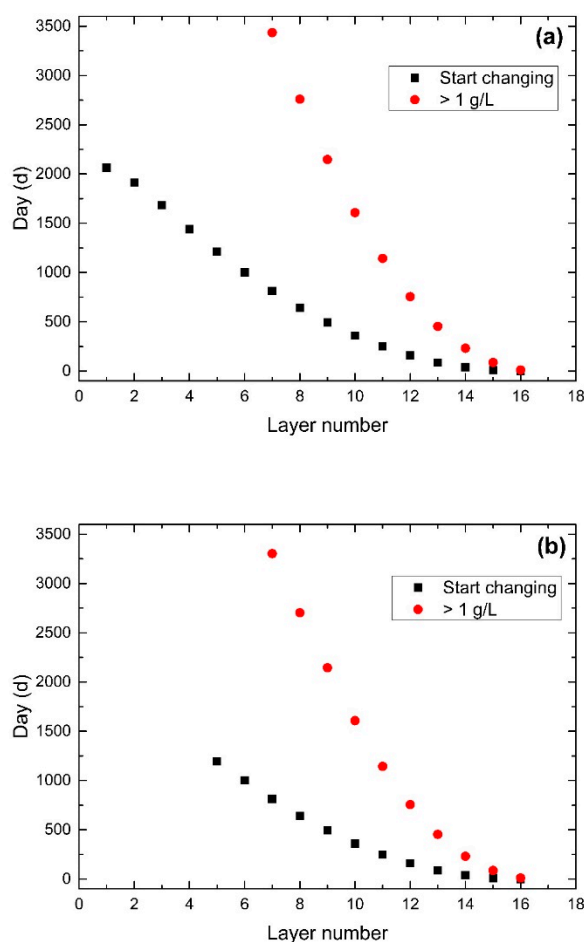 (a)
Start changing
> 1 g/L
Day (d)
3500
3000
2500
2000
1500
1000
500
0
0 2 4 6 8 10 12 14 16 18
Layer number
(b)
Start changing
> 1 g/L
Day (d)
3500
3000
2500
2000
1500
1000
500
0
0 2 4 6 8 10 12 14 16 18
Layer number